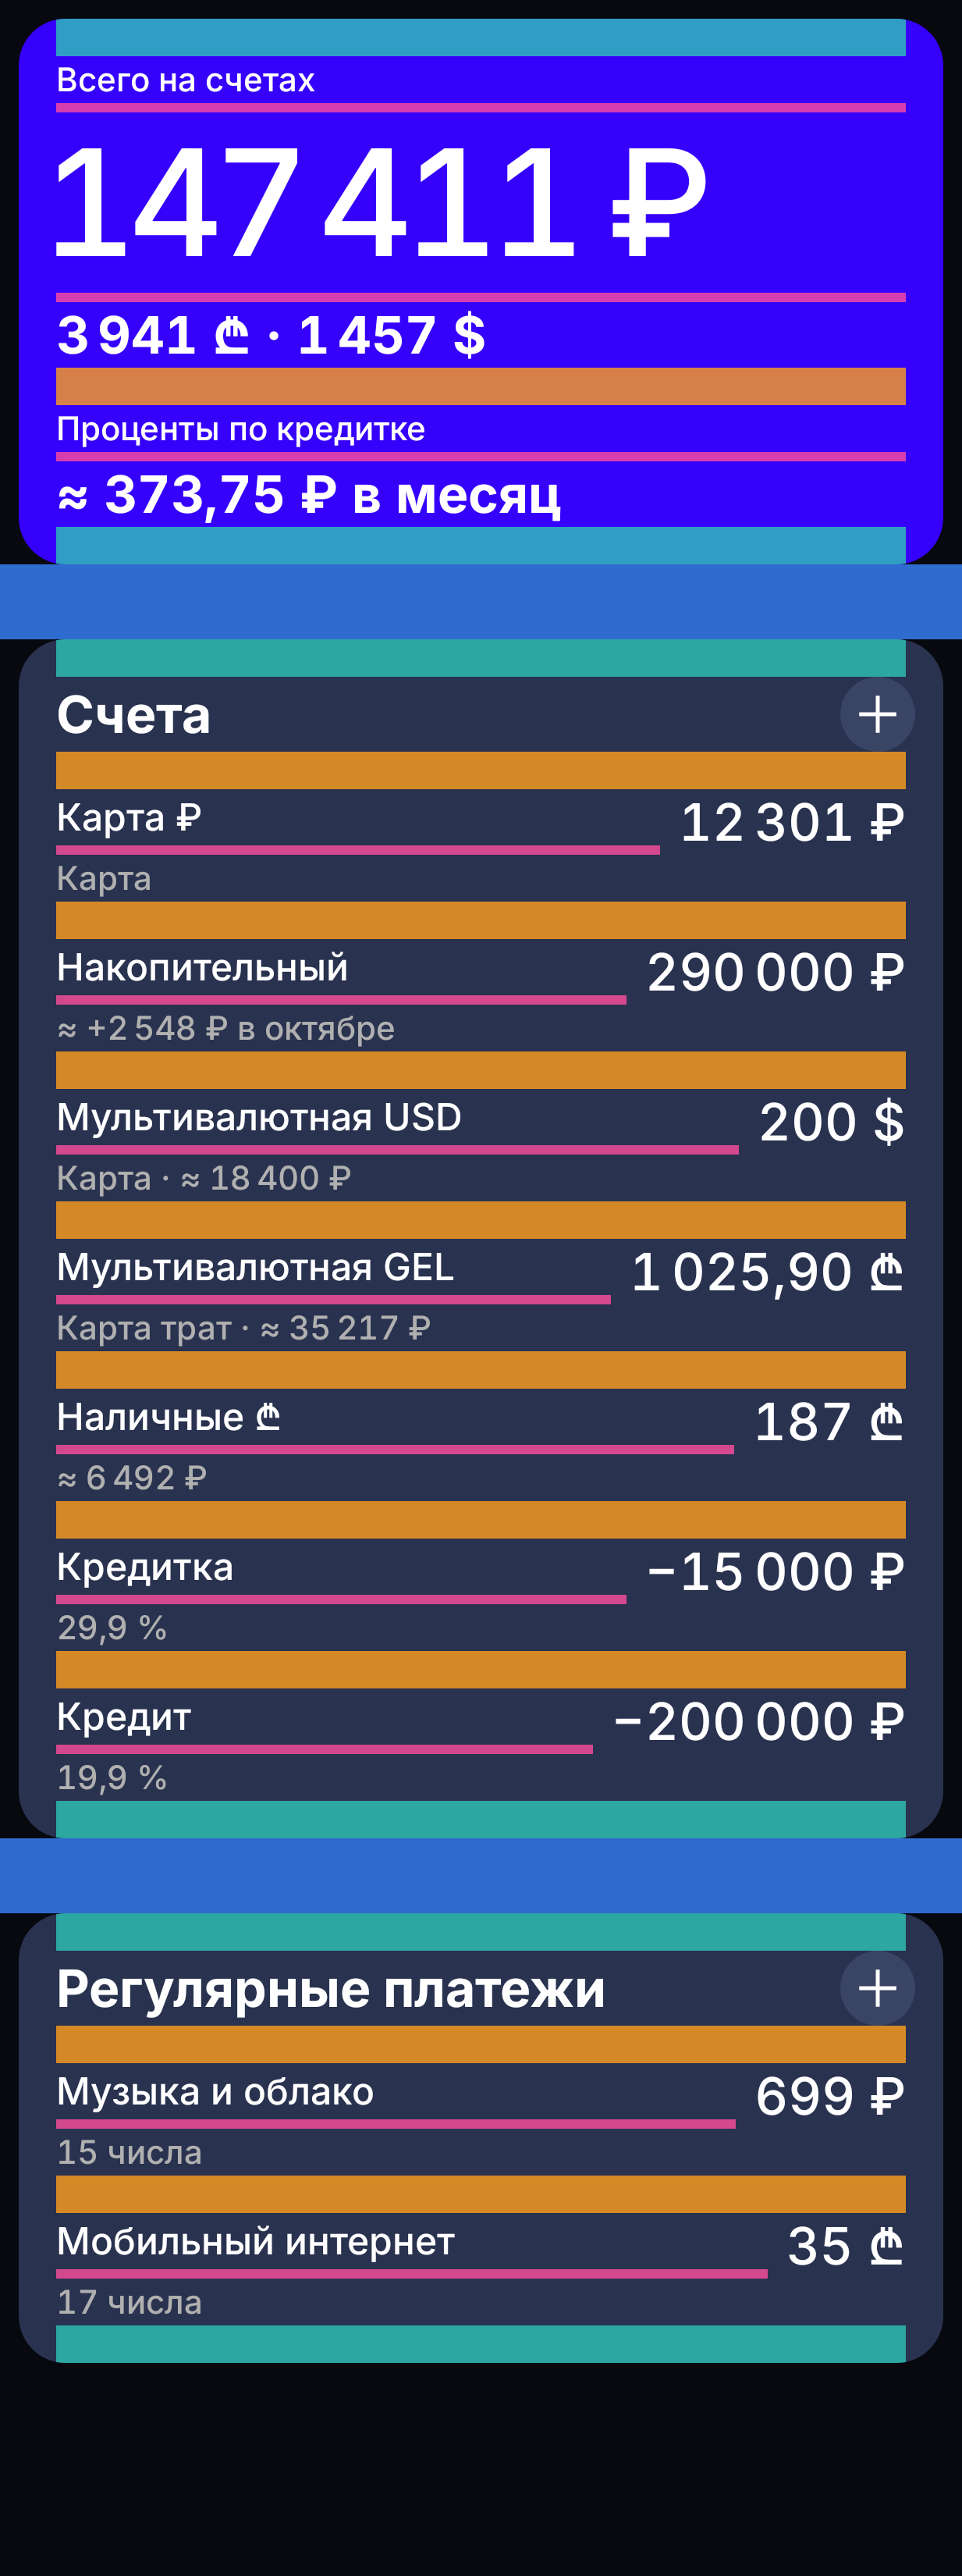 Всего на счетах
147 411 ₽
3 941 ₾ · 1 457 $
Проценты по кредитке
≈ 373,75 ₽ в месяц
Счета
Карта ₽ 12 301 ₽
Карта
Накопительный 290 000 ₽
≈ +2 548 ₽ в октябре
Мультивалютная USD 200 $
Карта · ≈ 18 400 ₽
Мультивалютная GEL 1 025,90 ₾
Карта трат · ≈ 35 217 ₽
Наличные ₾ 187 ₾
≈ 6 492 ₽
Кредитка −15 000 ₽
29,9 %
Кредит −200 000 ₽
19,9 %
Регулярные платежи
Музыка и облако 699 ₽
15 числа
Мобильный интернет 35 ₾
17 числа